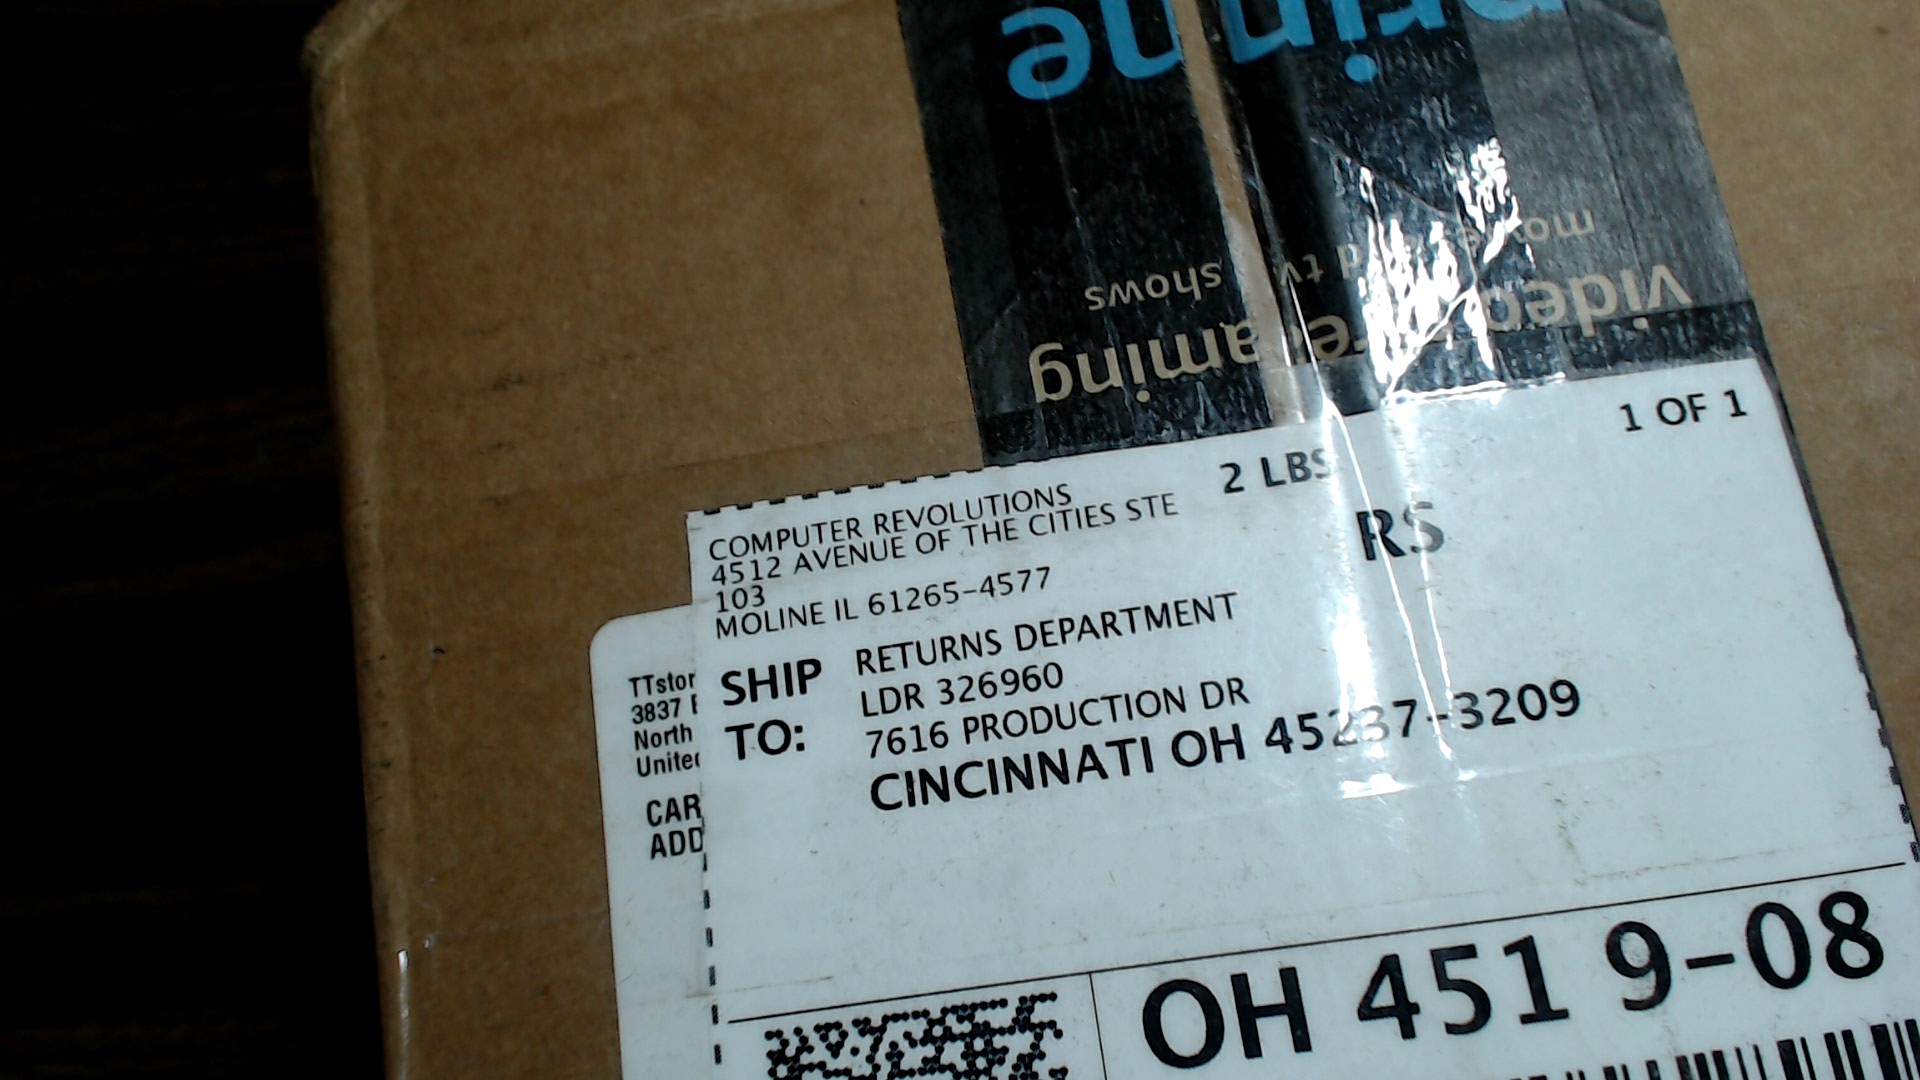 prime
movies and tv shows
video streaming
1 OF 1
2 LBS
RS
COMPUTER REVOLUTIONS
4512 AVENUE OF THE CITIES STE
103
MOLINE IL 61265-4577
SHIP
TO:
RETURNS DEPARTMENT
LDR 326960
7616 PRODUCTION DR
CINCINNATI OH 45237-3209
TTstor
3837
North
United
CAR
ADD
OH 451 9-08